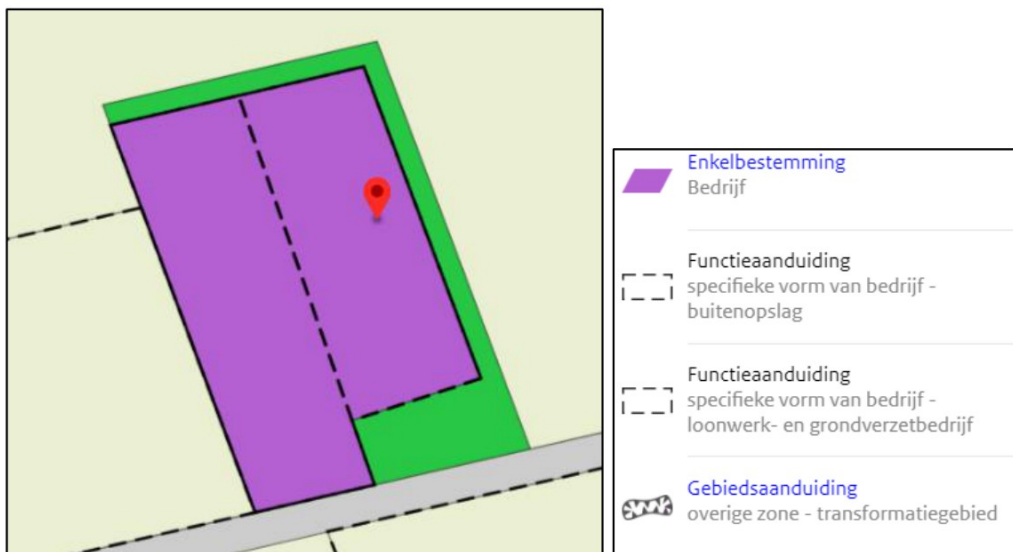 Enkelbestemming
Bedrijf
Functieaanduiding
specifieke vorm van bedrijf -
buitenopslag
Functieaanduiding
specifieke vorm van bedrijf -
loonwerk- en grondverzetbedrijf
Gebiedsaanduiding
overige zone - transformatiegebied